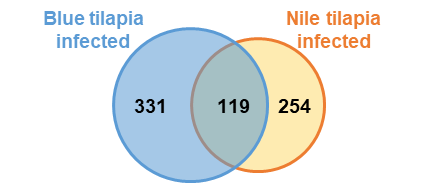 Blue tilapia
infected
Nile tilapia
infected
331
119
254